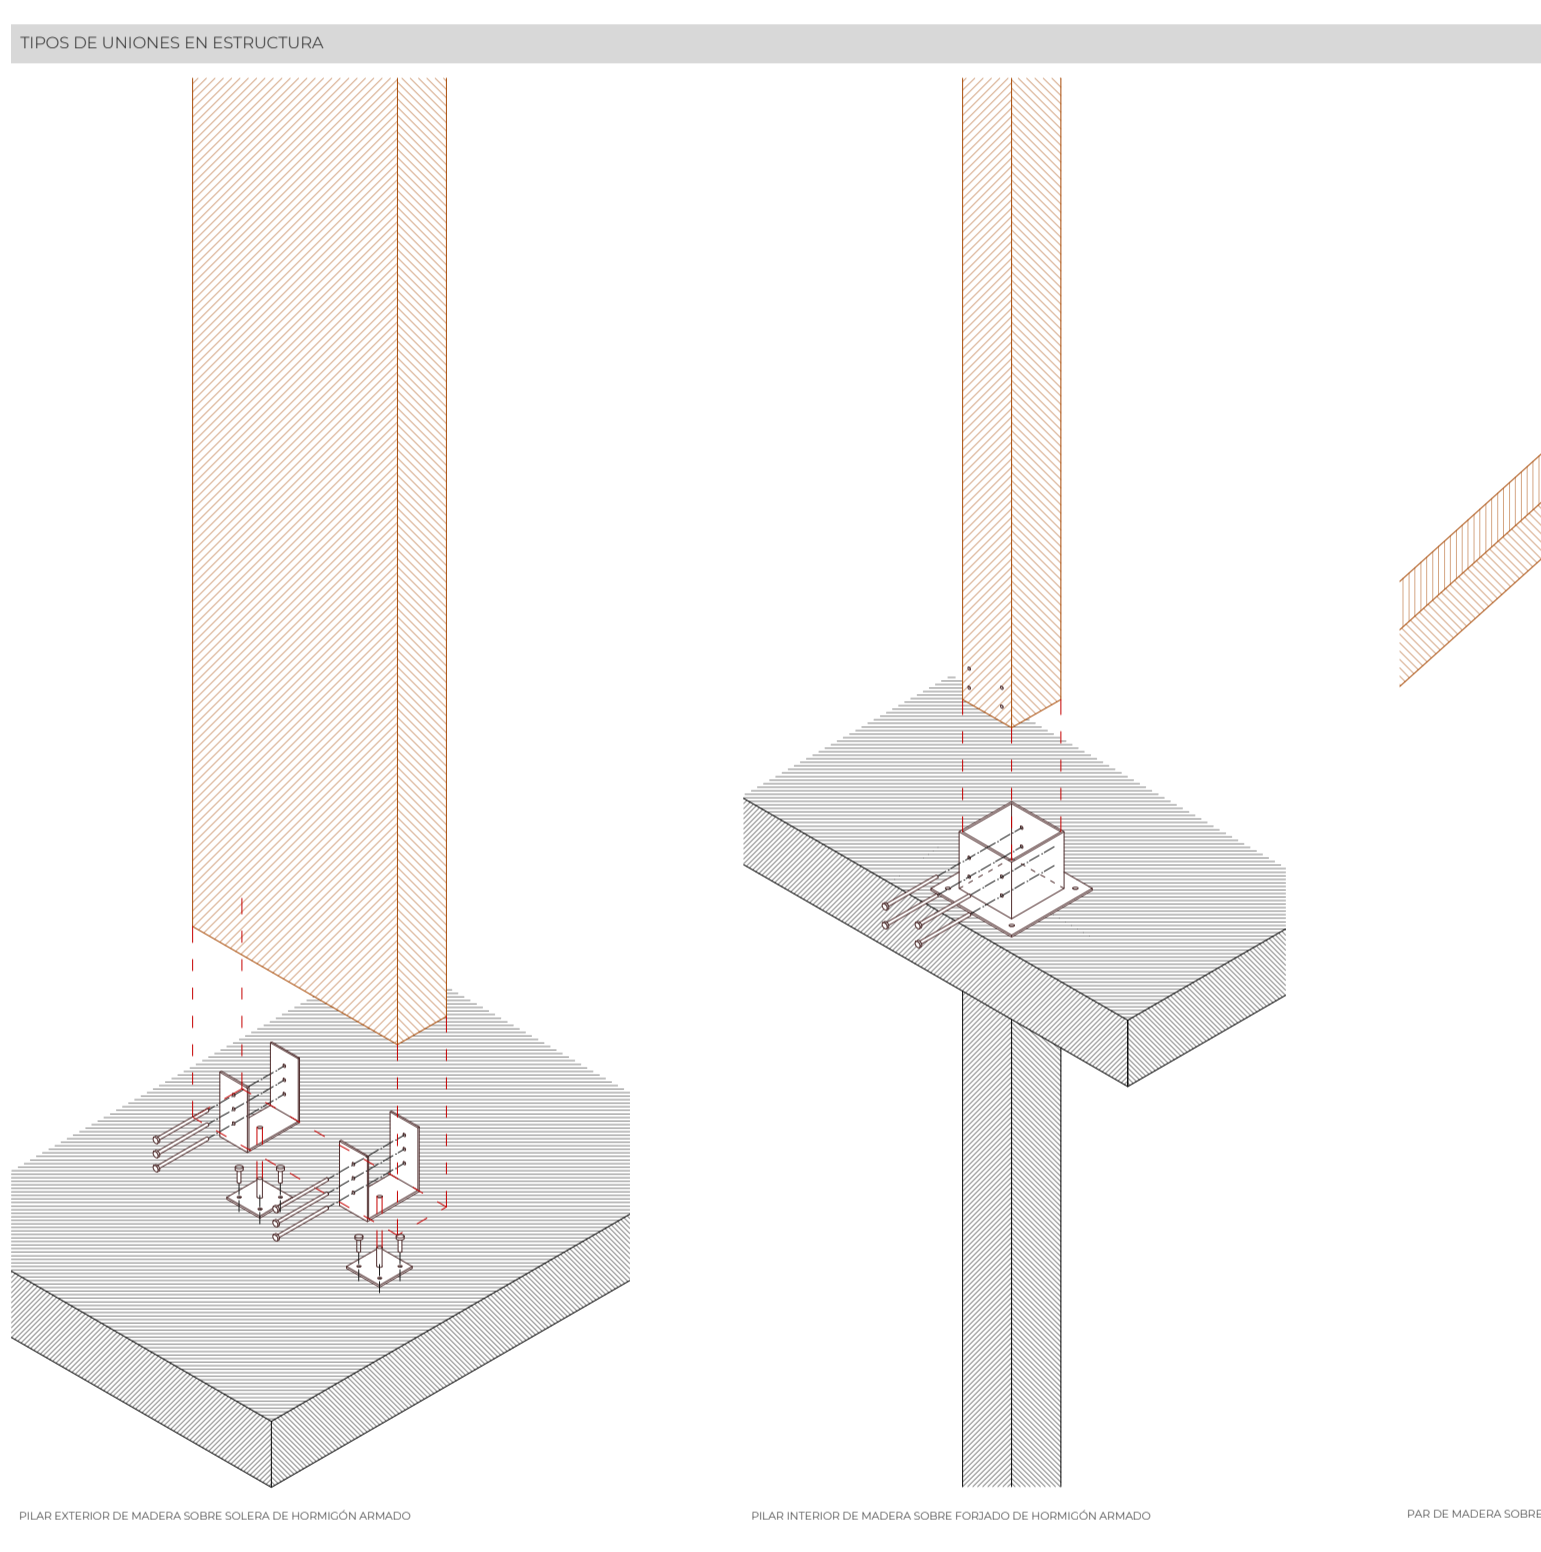 TIPOS DE UNIONES EN ESTRUCTURA
PILAR EXTERIOR DE MADERA SOBRE SOLERA DE HORMIGÓN ARMADO
PILAR INTERIOR DE MADERA SOBRE FORJADO DE HORMIGÓN ARMADO
PAR DE MADERA SOBRE